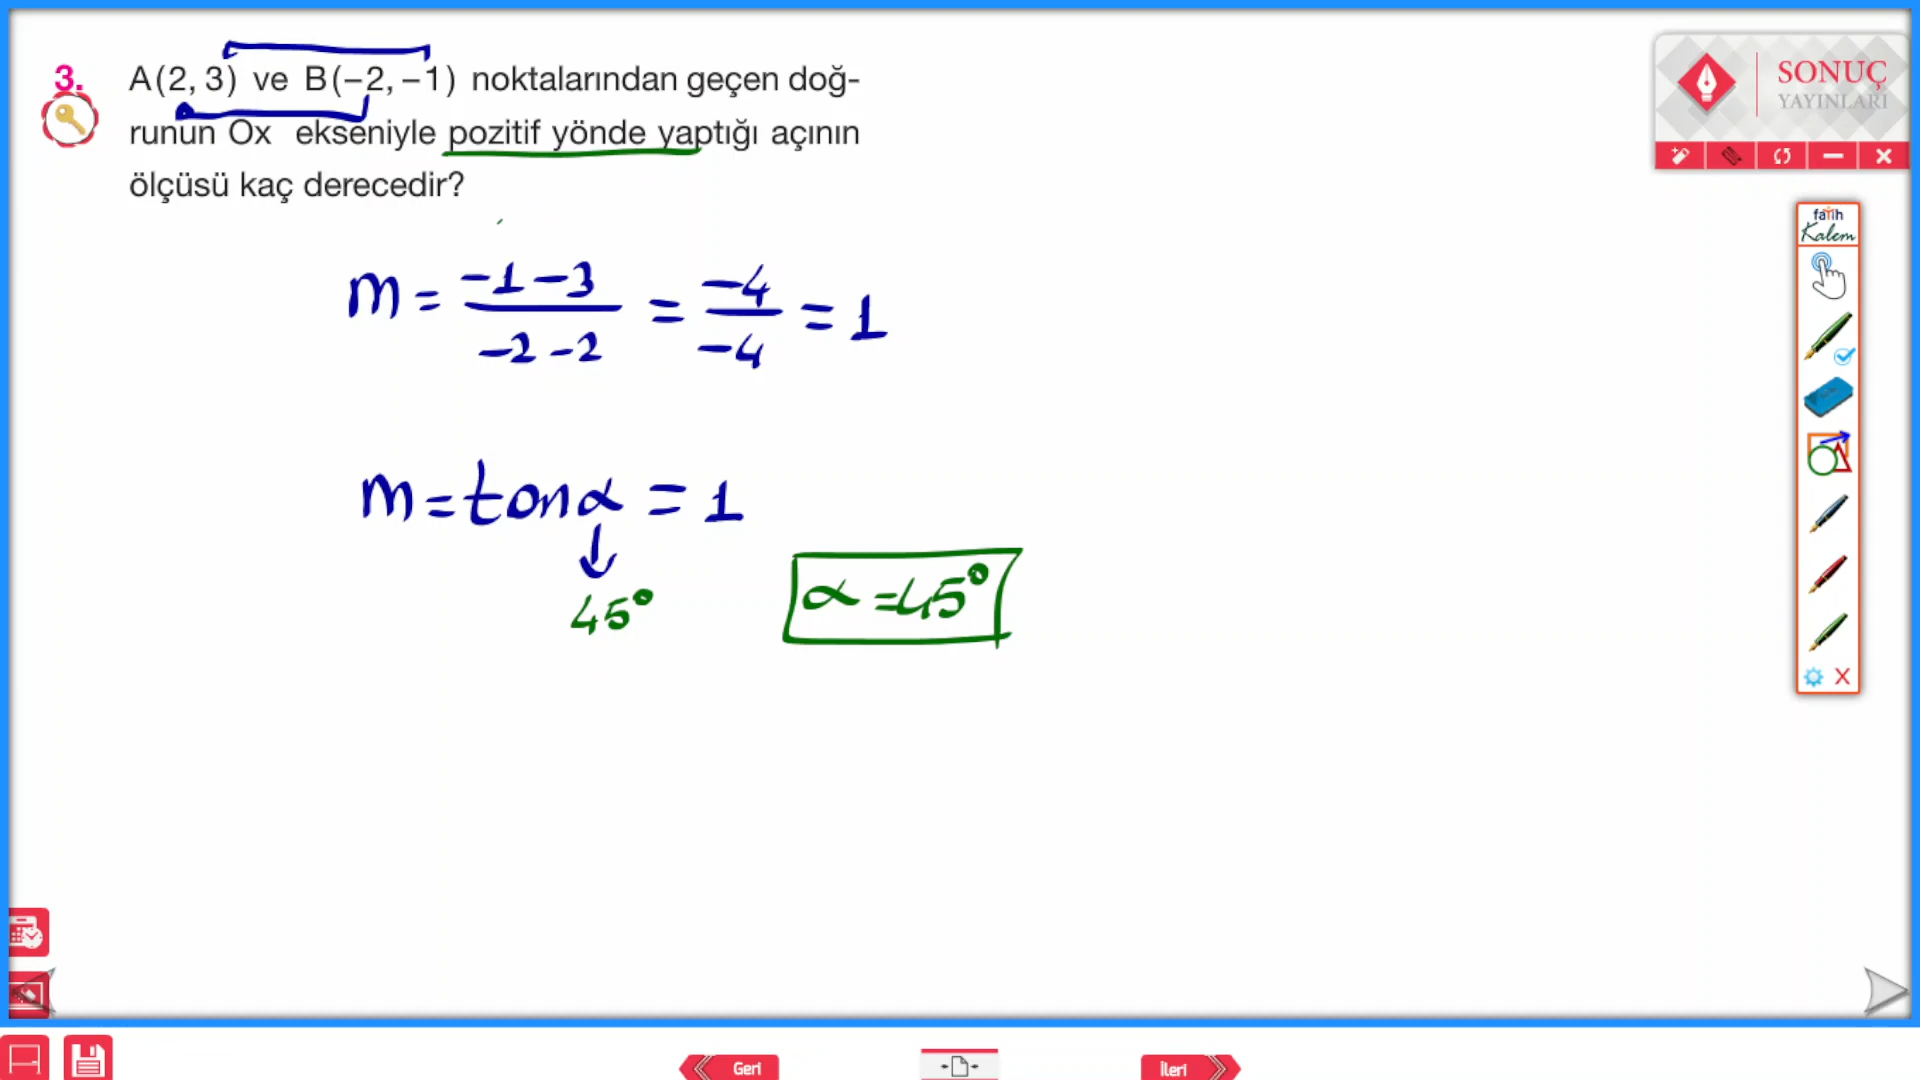 3. A(2, 3) ve B(−2, −1) noktalarından geçen doğ-
runun Ox ekseniyle pozitif yönde yaptığı açının
ölçüsü kaç derecedir?
m = -1-3 / -2-2 = -4 / -4 = 1
m = tan α = 1
45°
α = 45°
SONUÇ
YAYINLARI
fatih
Kalem
Geri
İleri